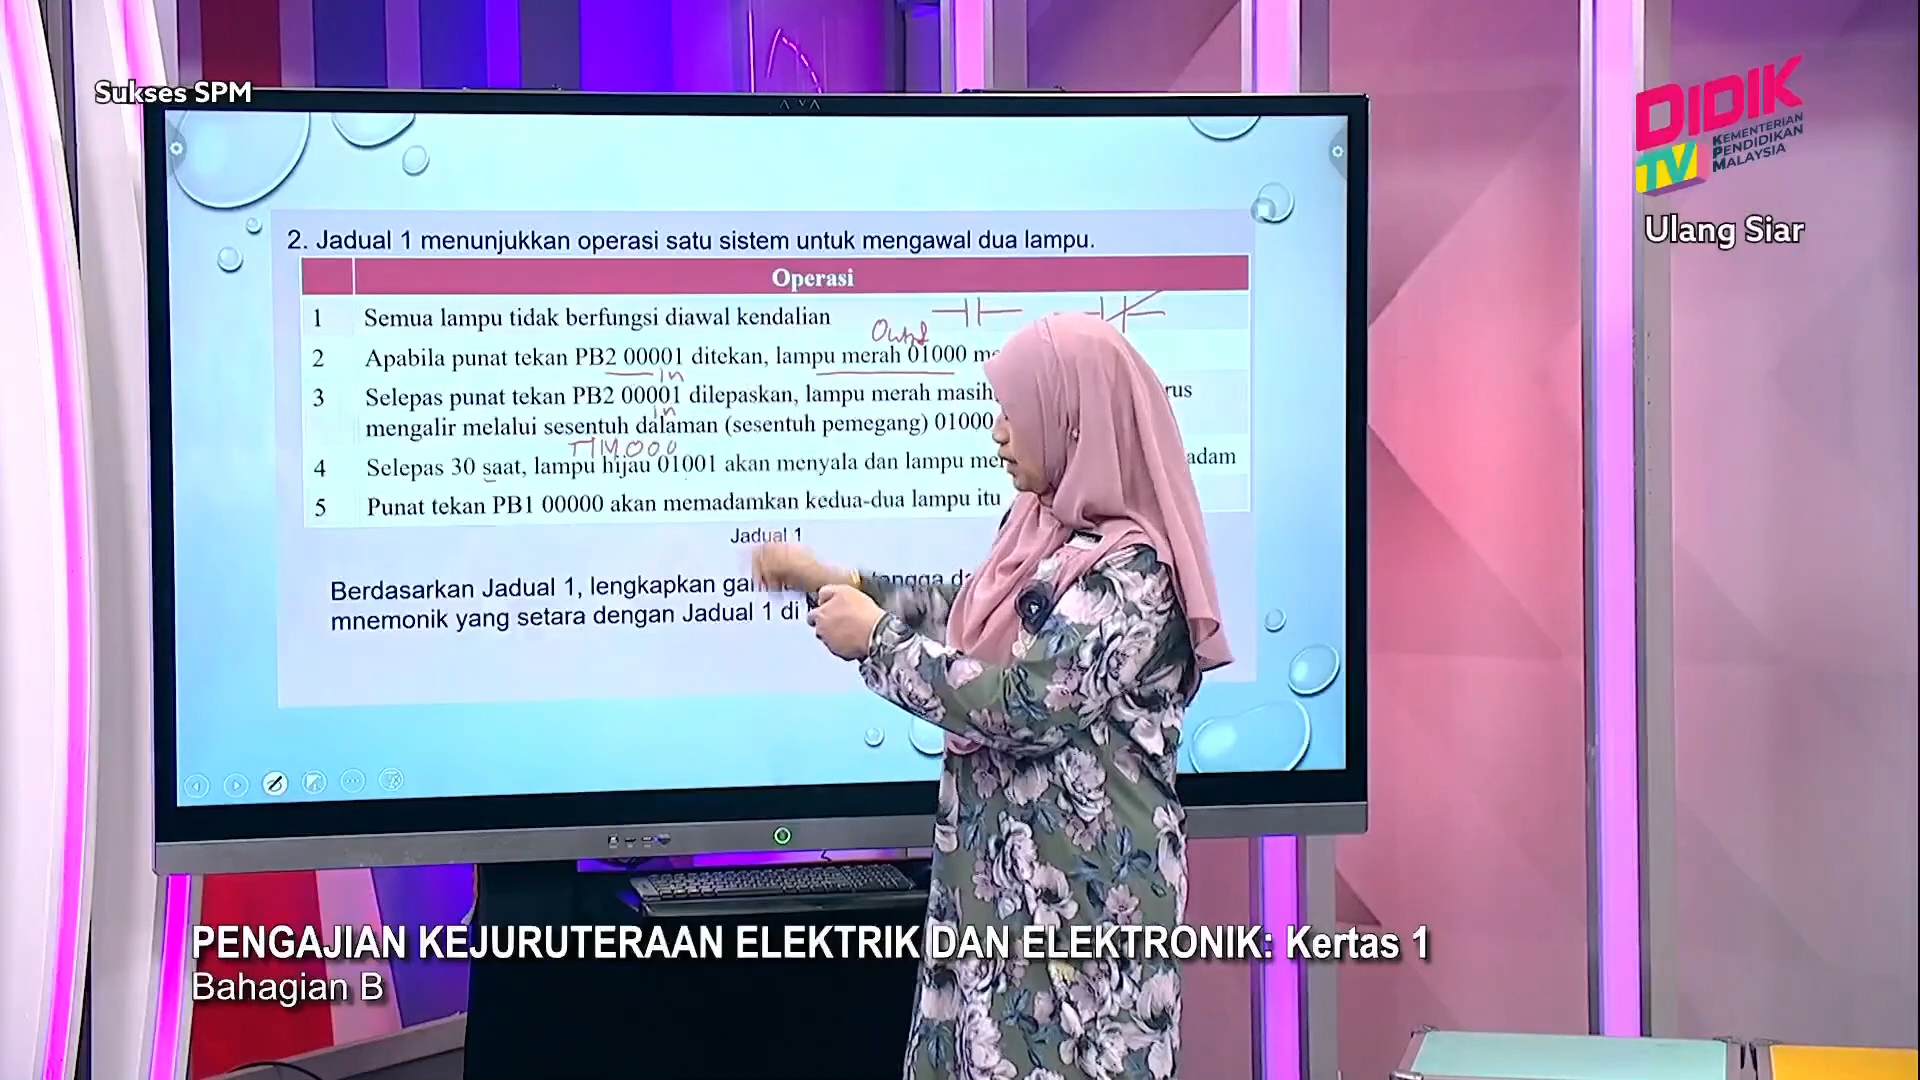 Sukses SPM
DIDIK
TV
KEMENTERIAN
PENDIDIKAN
MALAYSIA
Ulang Siar
2. Jadual 1 menunjukkan operasi satu sistem untuk mengawal dua lampu.
Operasi
1 Semua lampu tidak berfungsi diawal kendalian
2 Apabila punat tekan PB2 00001 ditekan, lampu merah 01000
in
3 Selepas punat tekan PB2 00001 dilepaskan, lampu merah masih rus
in
mengalir melalui sesentuh dalaman (sesentuh pemegang) 01000
TIM000
4 Selepas 30 saat, lampu hijau 01001 akan menyala dan lampu adam
5 Punat tekan PB1 00000 akan memadamkan kedua-dua lampu itu
Jadual 1
Berdasarkan Jadual 1, lengkapkan
mnemonik yang setara dengan Jadual 1 di
PENGAJIAN KEJURUTERAAN ELEKTRIK DAN ELEKTRONIK: Kertas 1
Bahagian B